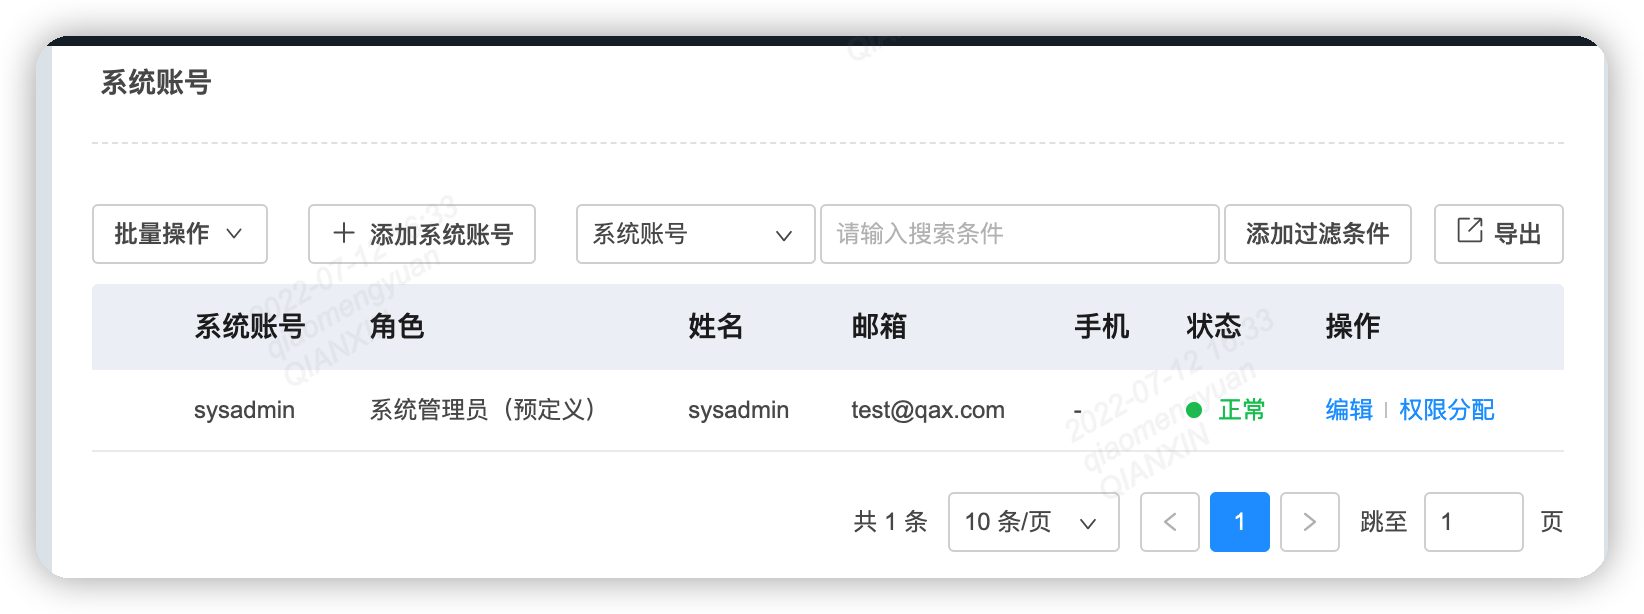 系统账号
批量操作 添加系统账号 系统账号 请输入搜索条件 添加过滤条件 导出
系统账号 角色 姓名 邮箱 手机 状态 操作
sysadmin 系统管理员（预定义） sysadmin test@qax.com - 正常 编辑 权限分配
共 1 条 10 条/页 1 跳至 1 页
2022-07-12 16:33
qiaomengyuan
QIANXIN
2022-07-12 16:33
qiaomengyuan
QIANXIN